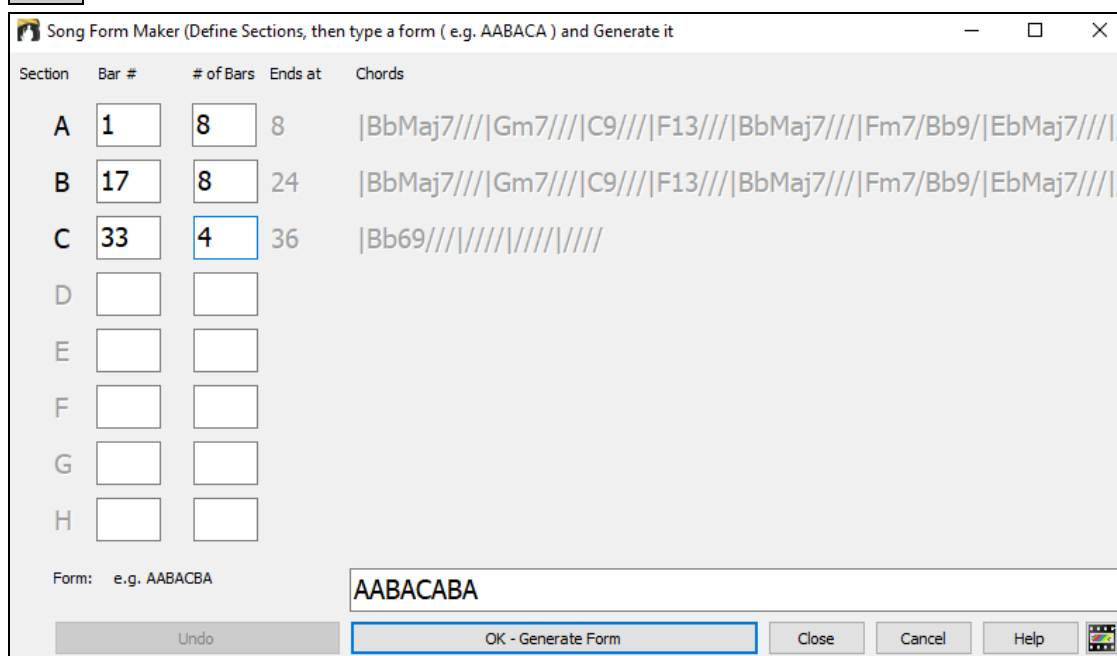 Song Form Maker (Define Sections, then type a form ( e.g. AABACA ) and Generate it
Section Bar # # of Bars Ends at Chords
A 1 8 8 |BbMaj7///|Gm7///|C9///|F13///|BbMaj7///|Fm7/Bb9/|EbMaj7///|
B 17 8 24 |BbMaj7///|Gm7///|C9///|F13///|BbMaj7///|Fm7/Bb9/|EbMaj7///|
C 33 4 36 |Bb69///|////|////|////
D
E
F
G
H
Form: e.g. AABACBA AABACABA
Undo OK - Generate Form Close Cancel Help